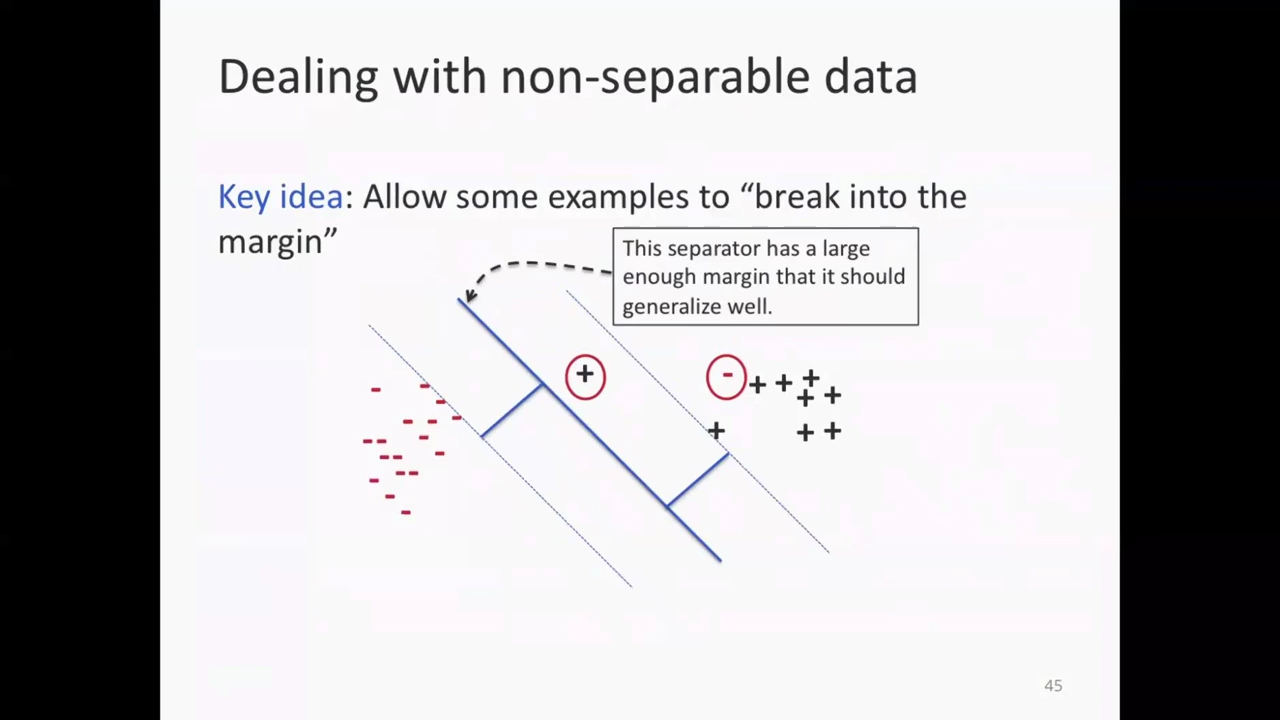 Dealing with non-separable data
Key idea: Allow some examples to “break into the
margin”
This separator has a large
enough margin that it should
generalize well.
45